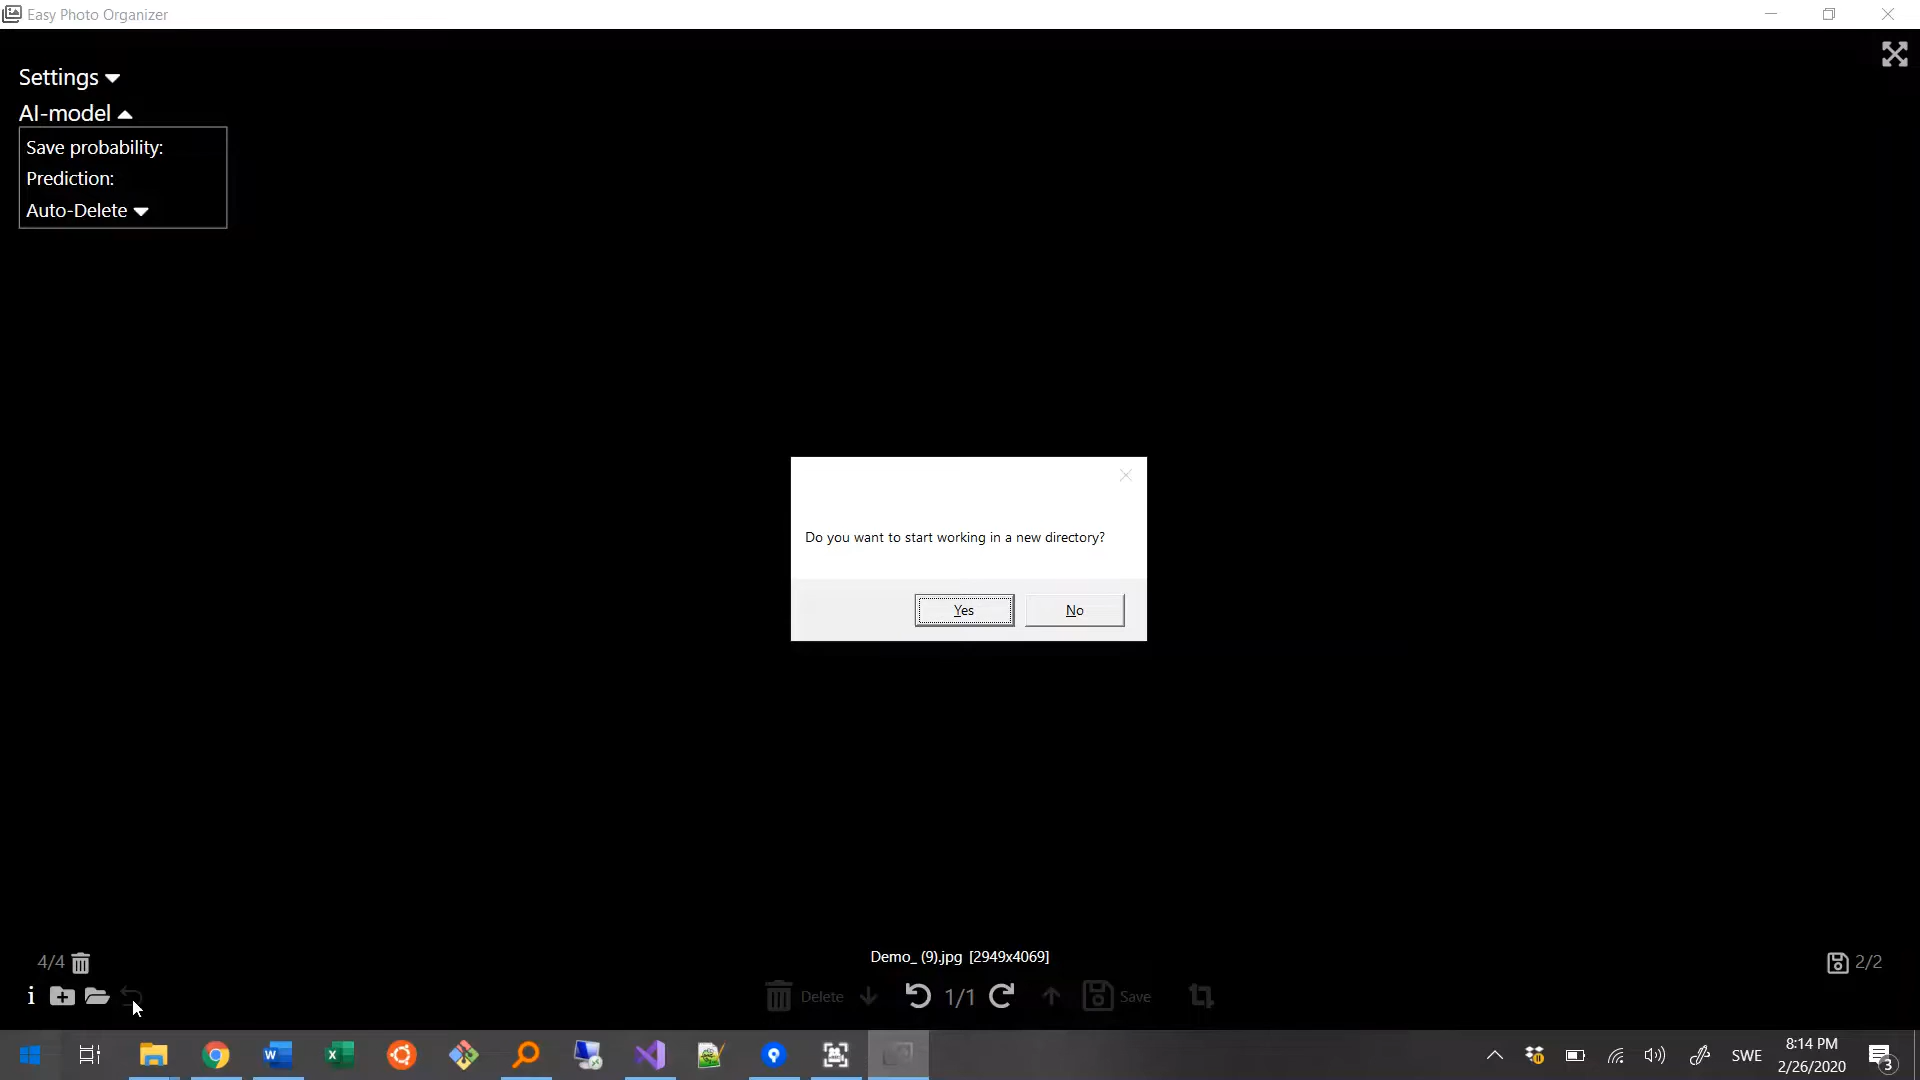 Easy Photo Organizer
Settings
AI-model
Save probability:
Prediction:
Auto-Delete
Do you want to start working in a new directory?
Yes
No
4/4
Demo_ (9).jpg [2949x4069]
2/2
i
Delete
1/1
Save
SWE
8:14 PM
2/26/2020
3